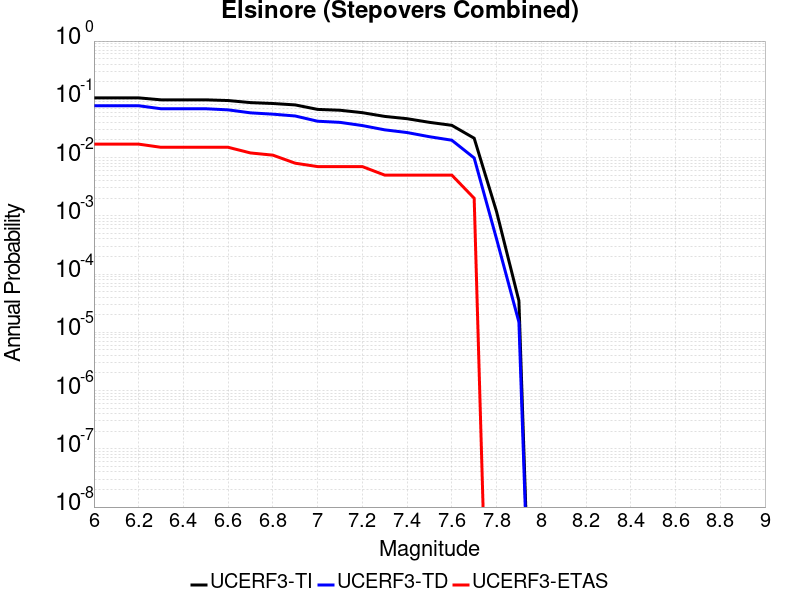 Elsinore (Stepovers Combined)
10^0
10^-1
10^-2
10^-3
10^-4
10^-5
10^-6
10^-7
10^-8
Annual Probability
6 6.2 6.4 6.6 6.8 7 7.2 7.4 7.6 7.8 8 8.2 8.4 8.6 8.8 9
Magnitude
UCERF3-TI UCERF3-TD UCERF3-ETAS